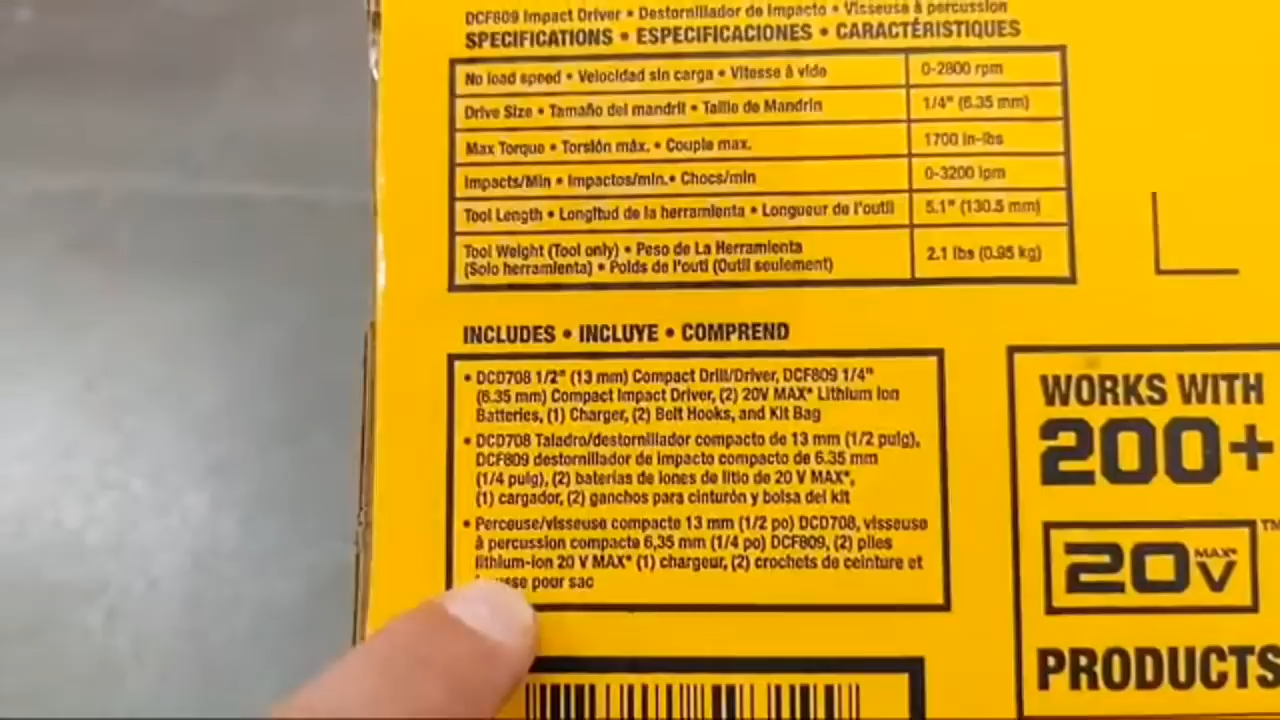 DCF809 Impact Driver • Destornillador de Impacto • Visseuse à percussion
SPECIFICATIONS • ESPECIFICACIONES • CARACTÉRISTIQUES
No load speed • Velocidad sin carga • Vitesse à vide 0-2800 rpm
Drive Size • Tamaño del mandril • Taille de Mandrin 1/4" (6.35 mm)
Max Torque • Torsión máx. • Couple max. 1700 in-lbs
Impacts/Min • Impactos/min. • Chocs/min 0-3200 ipm
Tool Length • Longitud de la herramienta • Longueur de l'outil 5.1" (130.5 mm)
Tool Weight (Tool only) • Peso de La Herramienta
(Solo herramienta) • Poids de l'outi (Outil seulement) 2.1 lbs (0.95 kg)
INCLUDES • INCLUYE • COMPREND
• DCD708 1/2" (13 mm) Compact Drill/Driver, DCF809 1/4"
(6.35 mm) Compact Impact Driver, (2) 20V MAX* Lithium Ion
Batteries, (1) Charger, (2) Belt Hooks, and Kit Bag
• DCD708 Taladro/destornillador compacto de 13 mm (1/2 pulg),
DCF809 destornillador de impacto compacto de 6.35 mm
(1/4 pulg), (2) baterías de iones de litio de 20 V MAX*,
(1) cargador, (2) ganchos para cinturón y bolsa del kit
• Perceuse/visseuse compacte 13 mm (1/2 po) DCD708, visseuse
à percussion compacte 6,35 mm (1/4 po) DCF809, (2) piles
lithium-ion 20 V MAX* (1) chargeur, (2) crochets de ceinture et
pour sac
WORKS WITH
200+
20V MAX* ™
PRODUCTS